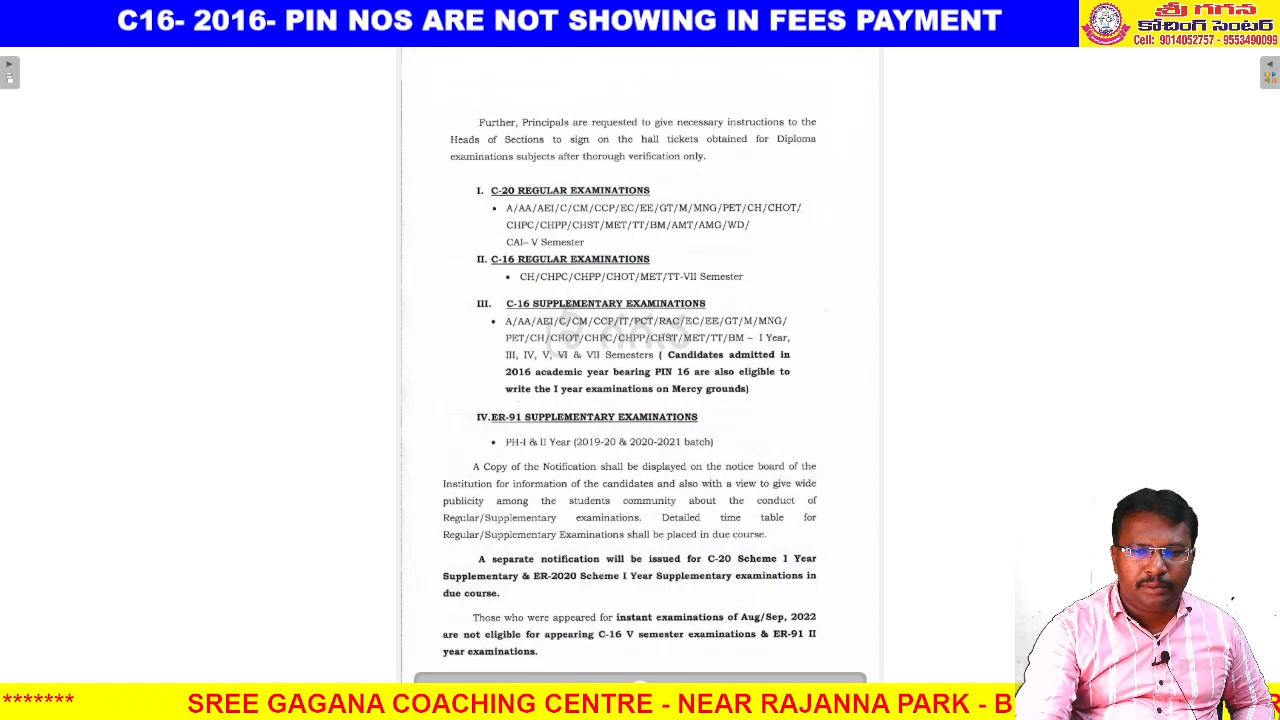 C16- 2016- PIN NOS ARE NOT SHOWING IN FEES PAYMENT
శ్రీ గగన
కోచింగ్ సెంటర్
Cell: 9014052757 - 9553490099
Further, Principals are requested to give necessary instructions to the
Heads of Sections to sign on the hall tickets obtained for Diploma
examinations subjects after thorough verification only.
I. C-20 REGULAR EXAMINATIONS
• A/AA/AEI/C/CM/CCP/EC/EE/GT/M/MNG/PET/CH/CHOT/
CHPC/CHPP/CHST/MET/TT/BM/AMT/AMG/WD/
CAI– V Semester
II. C-16 REGULAR EXAMINATIONS
• CH/CHPC/CHPP/CHOT/MET/TT-VII Semester
III. C-16 SUPPLEMENTARY EXAMINATIONS
• A/AA/AEI/C/CM/CCP/IT/PCT/RAC/EC/EE/GT/M/MNG/
PET/CH/CHOT/CHPC/CHPP/CHST/MET/TT/BM – I Year,
III, IV, V, VI & VII Semesters ( Candidates admitted in
2016 academic year bearing PIN 16 are also eligible to
write the I year examinations on Mercy grounds)
IV.ER-91 SUPPLEMENTARY EXAMINATIONS
• PH-I & II Year (2019-20 & 2020-2021 batch)
A Copy of the Notification shall be displayed on the notice board of the
Institution for information of the candidates and also with a view to give wide
publicity among the students community about the conduct of
Regular/Supplementary examinations. Detailed time table for
Regular/Supplementary Examinations shall be placed in due course.
A separate notification will be issued for C-20 Scheme I Year
Supplementary & ER-2020 Scheme I Year Supplementary examinations in
due course.
Those who were appeared for instant examinations of Aug/Sep, 2022
are not eligible for appearing C-16 V semester examinations & ER-91 II
year examinations.
******* SREE GAGANA COACHING CENTRE - NEAR RAJANNA PARK - B